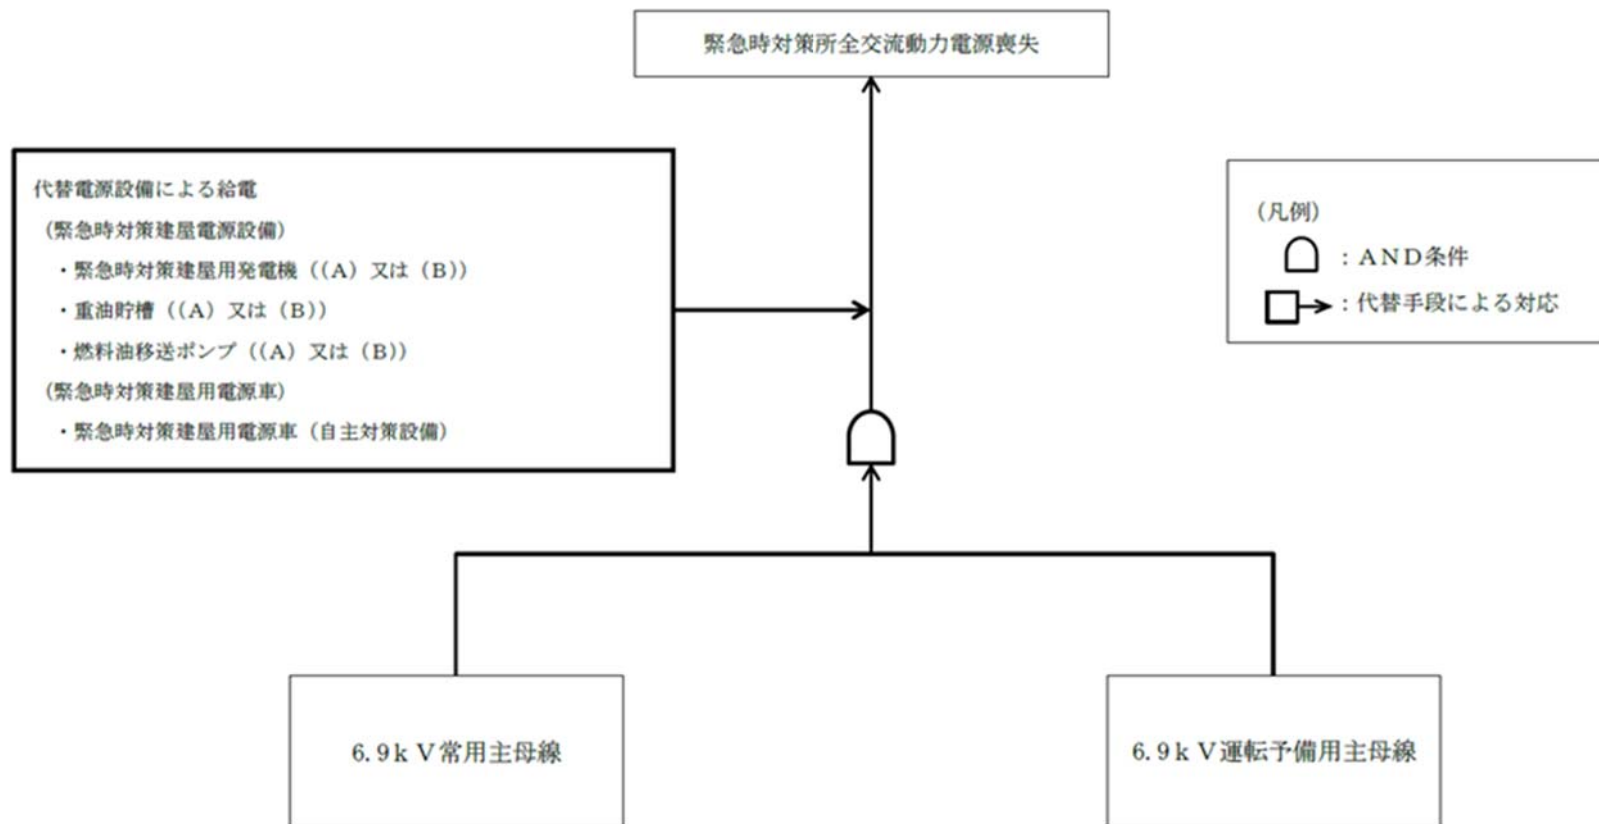 緊急時対策所全交流動力電源喪失
代替電源設備による給電
(緊急時対策建屋電源設備)
・緊急時対策建屋用発電機((A)又は(B))
・重油貯槽((A)又は(B))
・燃料油移送ポンプ((A)又は(B))
(緊急時対策建屋用電源車)
・緊急時対策建屋用電源車(自主対策設備)
(凡例)
:AND条件
:代替手段による対応
6.9kV常用主母線
6.9kV運転予備用主母線